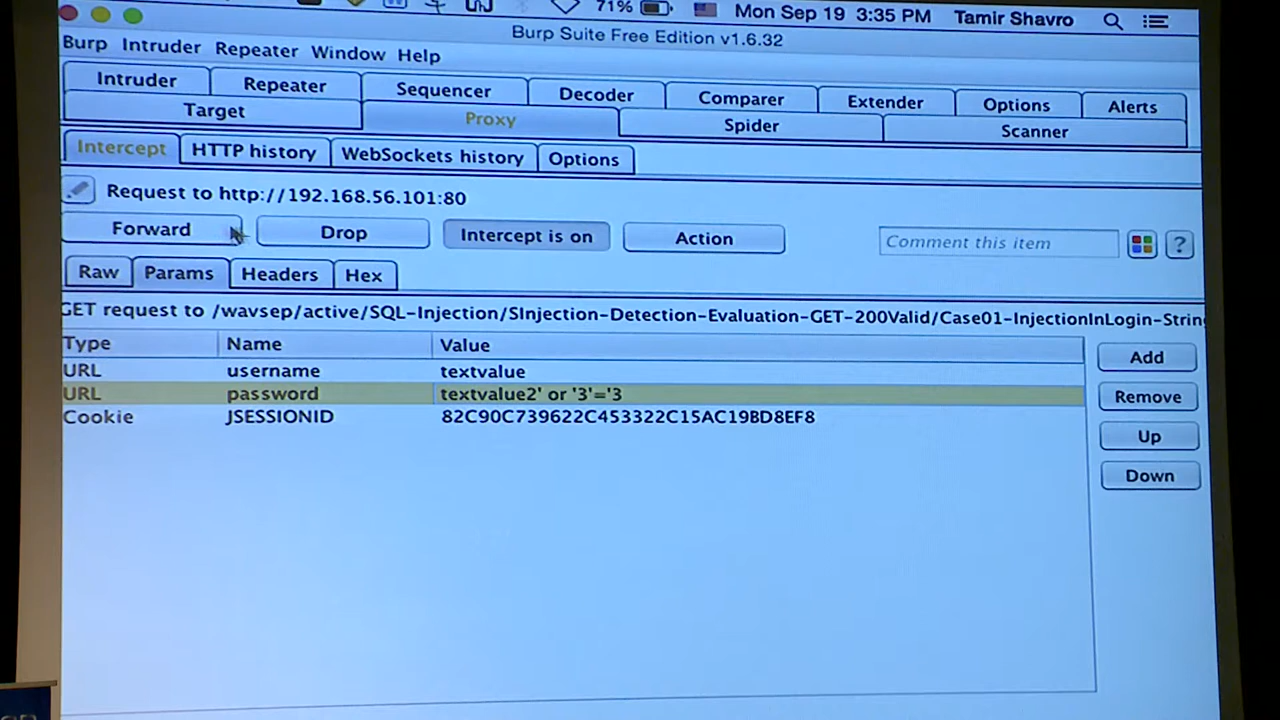 71% Mon Sep 19 3:35 PM Tamir Shavro
Burp Suite Free Edition v1.6.32
Burp Intruder Repeater Window Help
Intruder Repeater Sequencer Decoder Comparer Extender Options Alerts
Target Proxy Spider Scanner
Intercept HTTP history WebSockets history Options
Request to http://192.168.56.101:80
Forward Drop Intercept is on Action Comment this item ?
Raw Params Headers Hex
GET request to /wavsep/active/SQL-Injection/SInjection-Detection-Evaluation-GET-200Valid/Case01-InjectionInLogin-String
Type Name Value
URL username textvalue
URL password textvalue2' or '3'='3
Cookie JSESSIONID 82C90C739622C453322C15AC19BD8EF8
Add
Remove
Up
Down